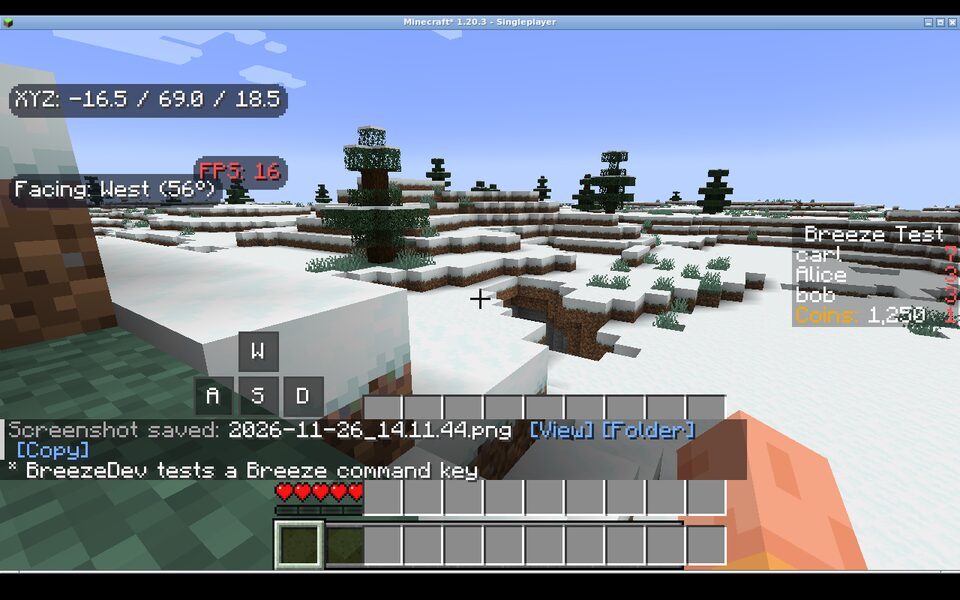 Minecraft* 1.20.3 - Singleplayer
XYZ: -16.5 / 69.0 / 18.5
FPS: 16
Facing: West (56°)
Breeze Test
carl 7
Alice
bob
Coins: 1,250
W
A S D
Screenshot saved: 2026-11-26_14.11.44.png [View] [Folder]
[Copy]
* BreezeDev tests a Breeze command key